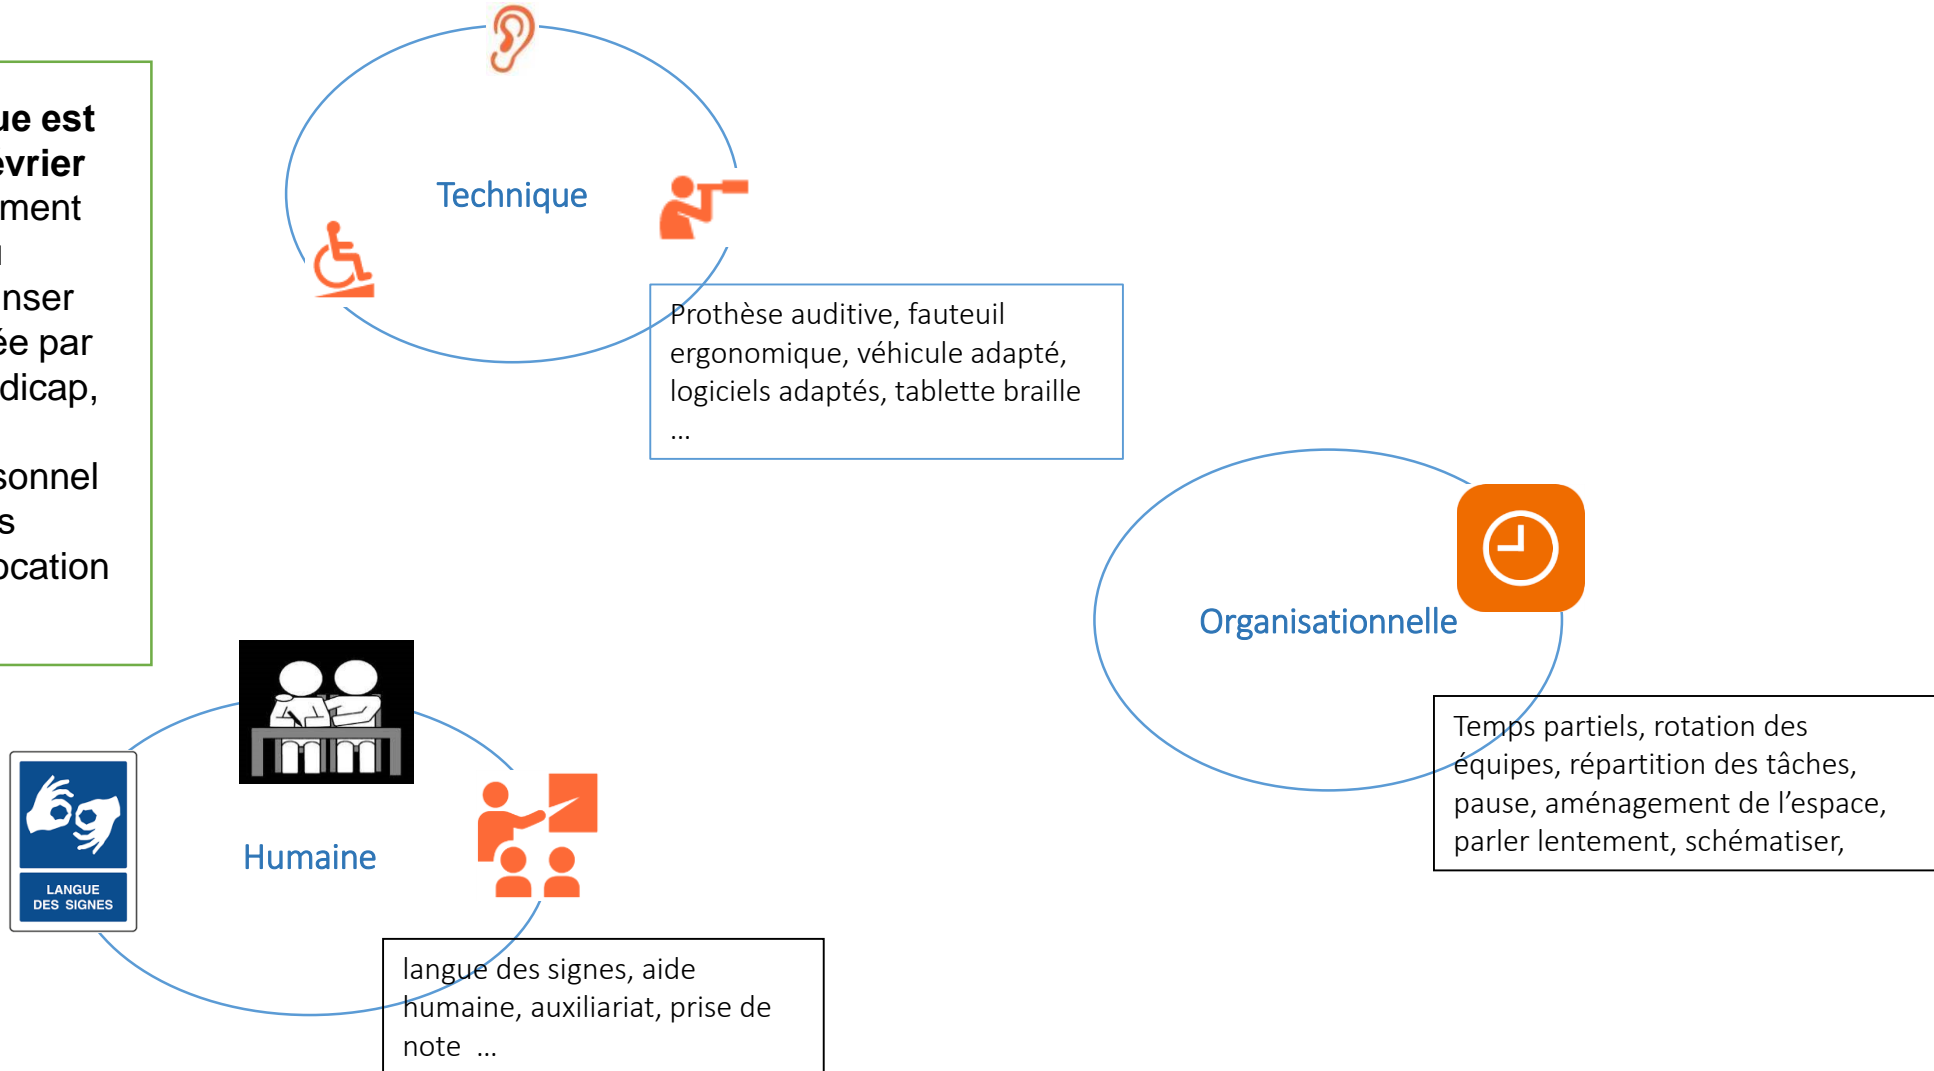 ue est
evrier
ment
nser
ée par
dicap,
sonnel
s
ocation
Technique
Prothèse auditive, fauteuil
ergonomique, véhicule adapté,
logiciels adaptés, tablette braille
...
Organisationnelle
Temps partiels, rotation des
équipes, répartition des tâches,
pause, aménagement de l’espace,
parler lentement, schématiser,
Humaine
LANGUE
DES SIGNES
langue des signes, aide
humaine, auxiliariat, prise de
note ...